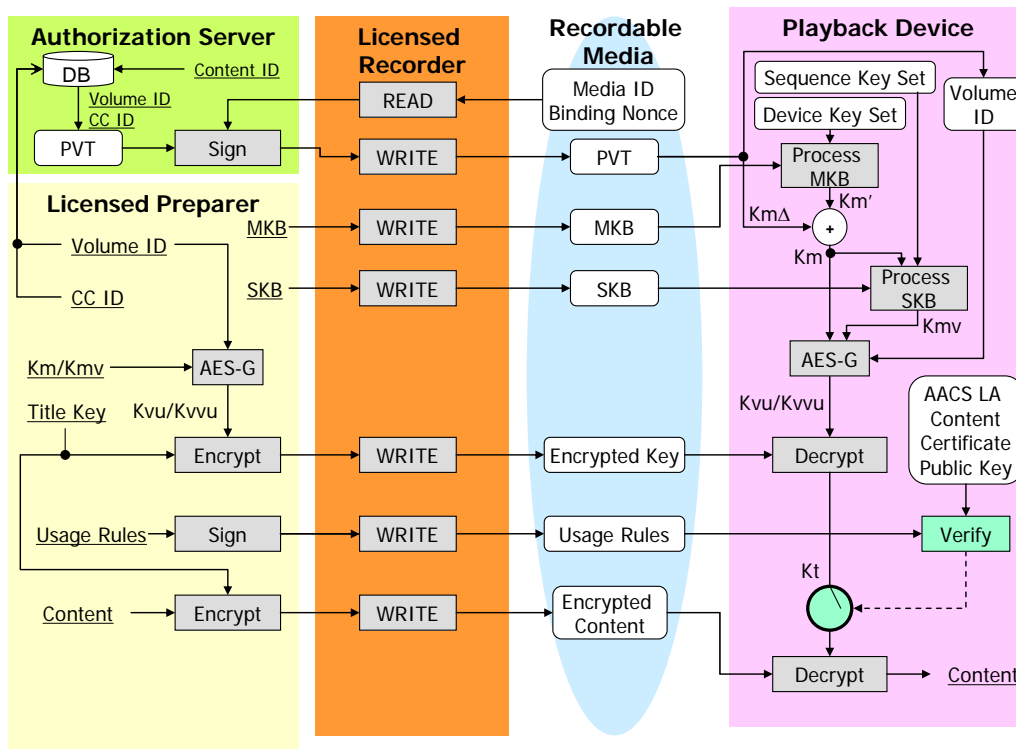 Authorization Server
DB
Content ID
Volume ID
CC ID
PVT
Sign
Licensed Preparer
Volume ID
CC ID
MKB
SKB
Km/Kmv
AES-G
Title Key
Kvu/Kvvu
Encrypt
Usage Rules
Sign
Content
Encrypt
Licensed
Recorder
READ
WRITE
WRITE
WRITE
WRITE
WRITE
WRITE
Recordable
Media
Media ID
Binding Nonce
PVT
MKB
SKB
Encrypted Key
Usage Rules
Encrypted
Content
Playback Device
Sequence Key Set
Device Key Set
Volume
ID
Process
MKB
Km'
KmΔ
+
Km
Process
SKB
Kmv
AES-G
Kvu/Kvvu
AACS LA
Content
Certificate
Public Key
Decrypt
Verify
Kt
Decrypt
Content